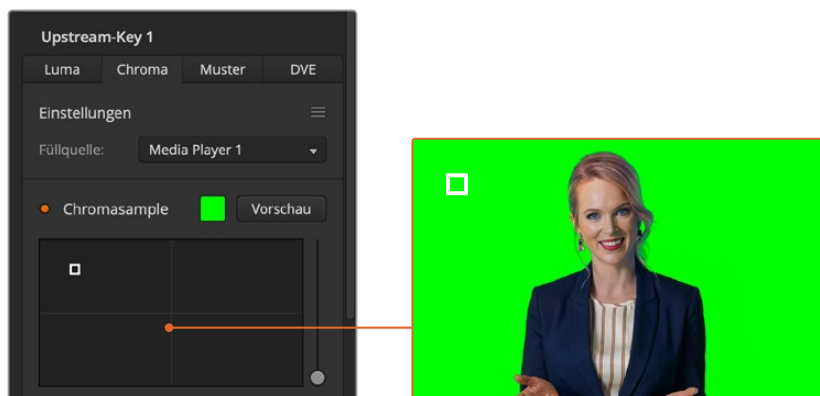 Upstream-Key 1
Luma Chroma Muster DVE
Einstellungen
Füllquelle: Media Player 1
Chromasample Vorschau